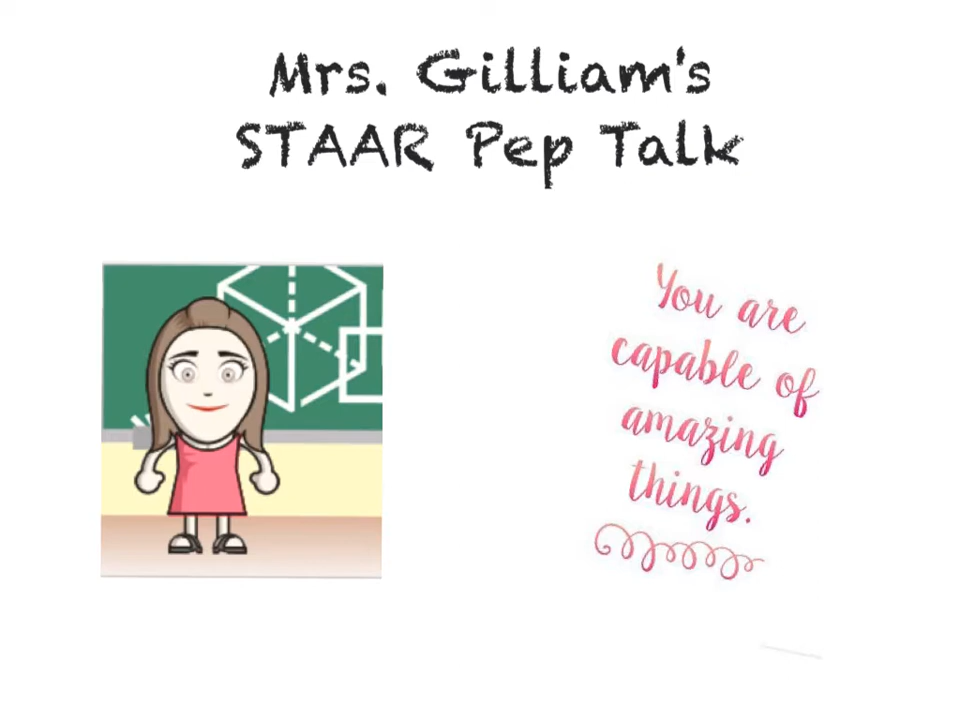 Mrs. Gilliam's
STAAR Pep Talk
You are
capable of
amazing
things.